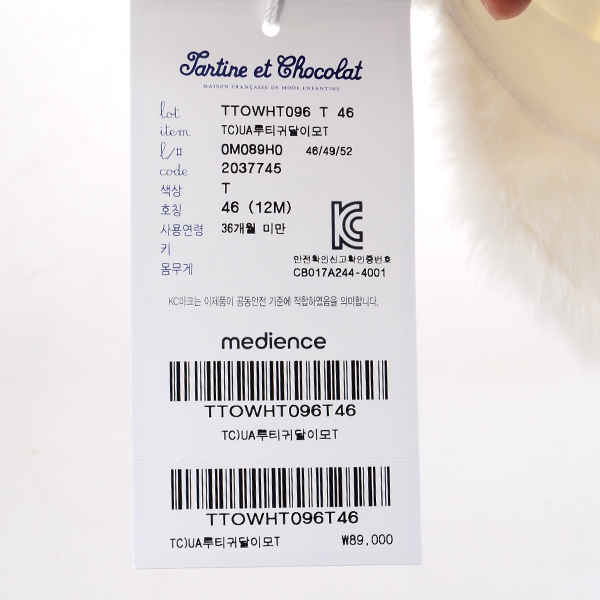 Tartine et Chocolat
MAISON FRANÇAISE DE MODE ENFANTINE
lot TTOWHT096 T 46
item TC)UA루티귀달이모T
l/# 0M089H0 46/49/52
code 2037745
색상 T
호칭 46 (12M)
사용연령 36개월 미만
키
몸무게
안전확인신고확인증번호
CB017A244-4001
KC마크는 이제품이 공동안전 기준에 적합하였음을 의미합니다.
medience
TTOWHT096T46
TC)UA루티귀달이모T
TTOWHT096T46
TC)UA루티귀달이모T ₩89,000